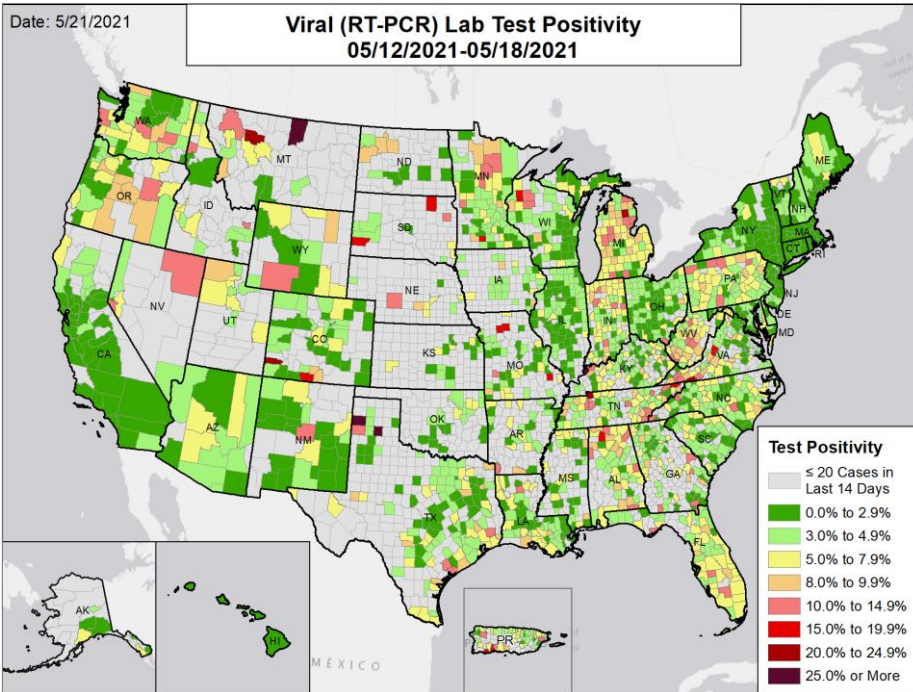 Date: 5/21/2021
Viral (RT-PCR) Lab Test Positivity
05/12/2021-05/18/2021
WA
MT
ND
MN
ME
OR
ID
SD
WI
VT
NH
WY
MI
NY
MA
CT
RI
NV
NE
IA
PA
NJ
UT
CO
IL
IN
OH
DE
MD
CA
KS
MO
WV
VA
KY
AZ
NM
OK
AR
TN
NC
SC
TX
LA
MS
AL
GA
FL
AK
HI
PR
MÉXICO
Test Positivity
≤ 20 Cases in
Last 14 Days
0.0% to 2.9%
3.0% to 4.9%
5.0% to 7.9%
8.0% to 9.9%
10.0% to 14.9%
15.0% to 19.9%
20.0% to 24.9%
25.0% or More